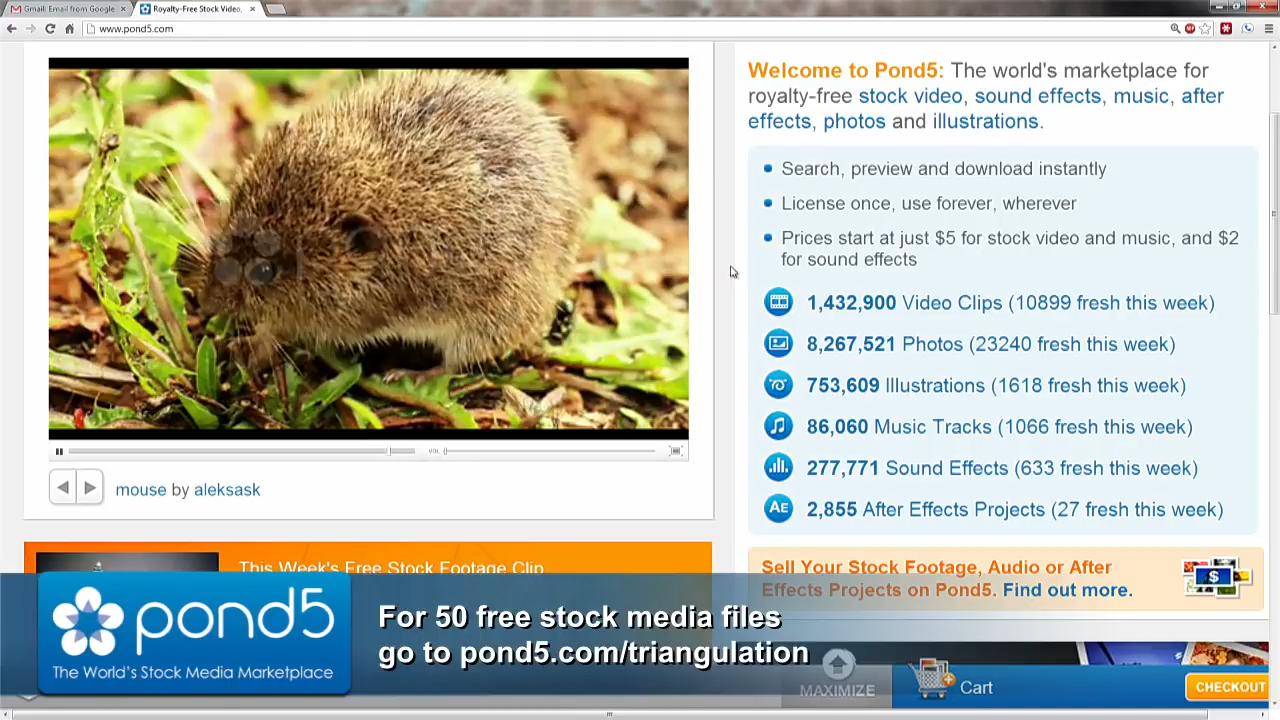 Gmail: Email from Google
Royalty-Free Stock Video,
www.pond5.com
Welcome to Pond5: The world's marketplace for
royalty-free stock video, sound effects, music, after
effects, photos and illustrations.
Search, preview and download instantly
License once, use forever, wherever
Prices start at just $5 for stock video and music, and $2
for sound effects
1,432,900 Video Clips (10899 fresh this week)
8,267,521 Photos (23240 fresh this week)
753,609 Illustrations (1618 fresh this week)
86,060 Music Tracks (1066 fresh this week)
277,771 Sound Effects (633 fresh this week)
AE 2,855 After Effects Projects (27 fresh this week)
VOL
mouse by aleksask
This Week's Free Stock Footage Clip
Sell Your Stock Footage, Audio or After
Effects Projects on Pond5. Find out more.
$
pond5
The World's Stock Media Marketplace
For 50 free stock media files
go to pond5.com/triangulation
MAXIMIZE
Cart
CHECKOUT